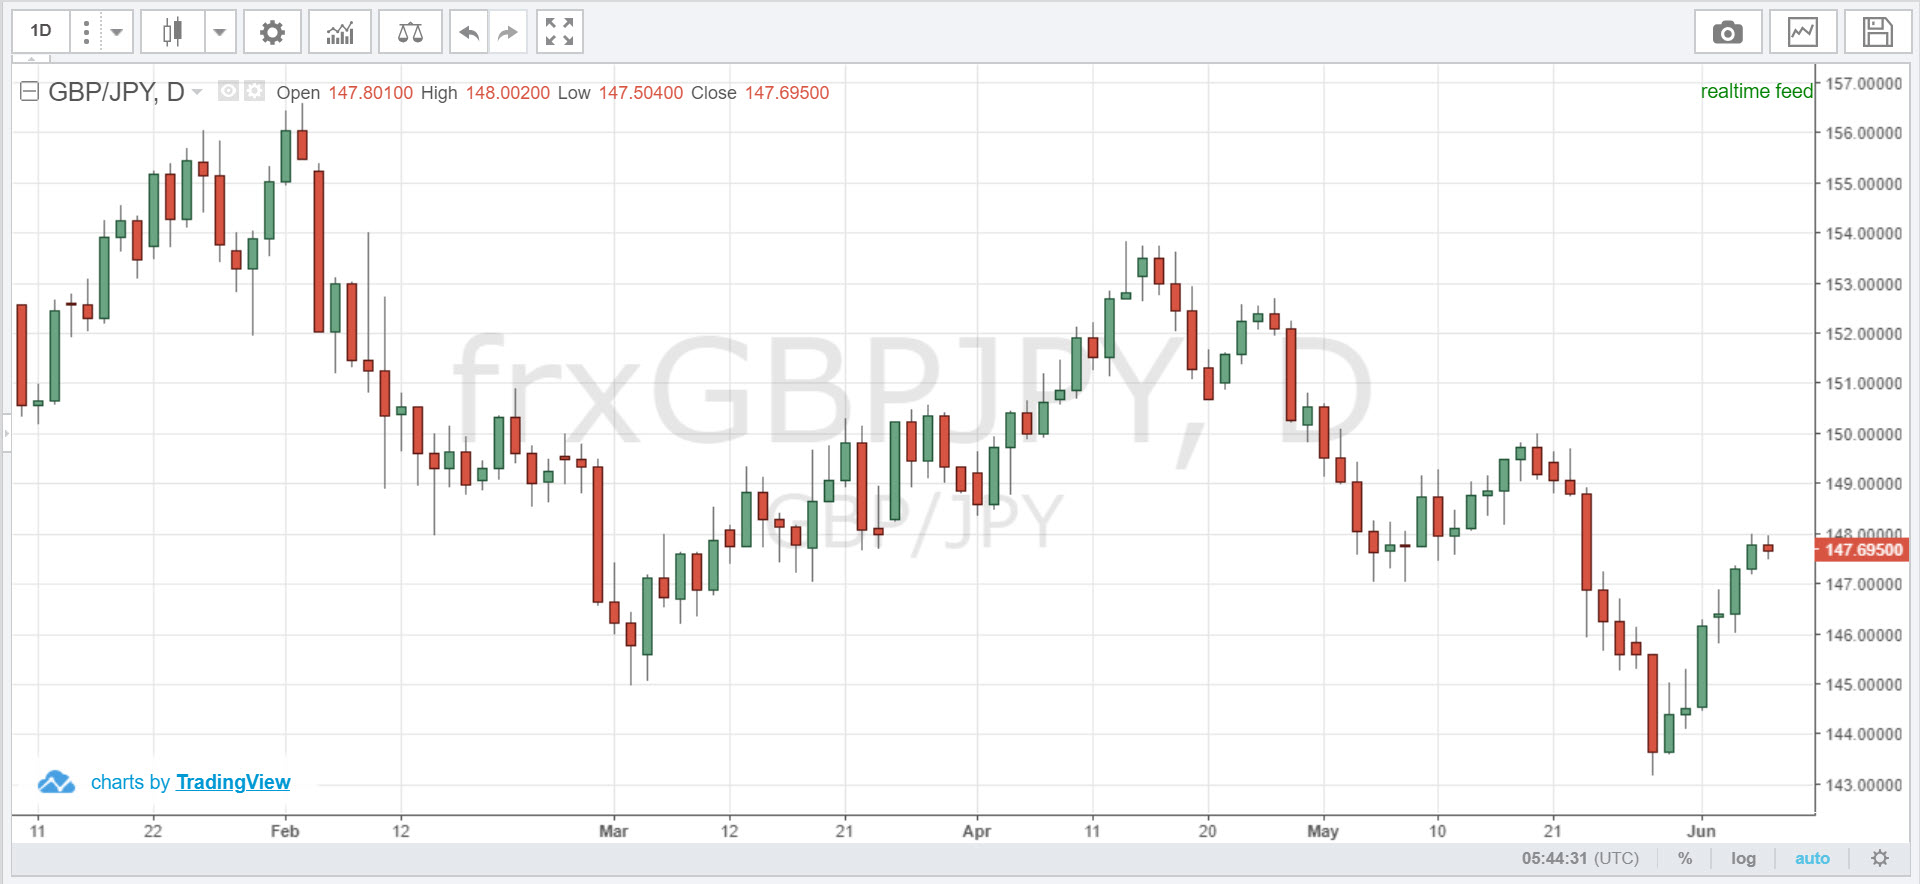 1D
GBP/JPY, D Open 147.80100 High 148.00200 Low 147.50400 Close 147.69500
realtime feed
157.00000
156.00000
155.00000
154.00000
153.00000
152.00000
151.00000
150.00000
149.00000
148.00000
147.69500
147.00000
146.00000
145.00000
144.00000
143.00000
frxGBPJPY, D
GBP/JPY
charts by TradingView
11 22 Feb 12 Mar 12 21 Apr 11 20 May 10 21 Jun
05:44:31 (UTC) % log auto